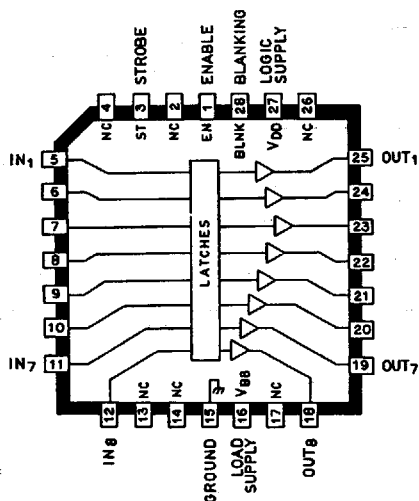 STROBE
ENABLE
BLANKING
LOGIC SUPPLY
4 3 2 1 28 27 26
NC ST NC EN BLNK VDD NC
IN1 5 25 OUT1
6 24
7 23
8 22
9 21
10 20
IN7 11 19 OUT7
LATCHES
NC NC VBB NC
12 13 14 15 16 17 18
IN8
GROUND
LOAD SUPPLY
OUT8